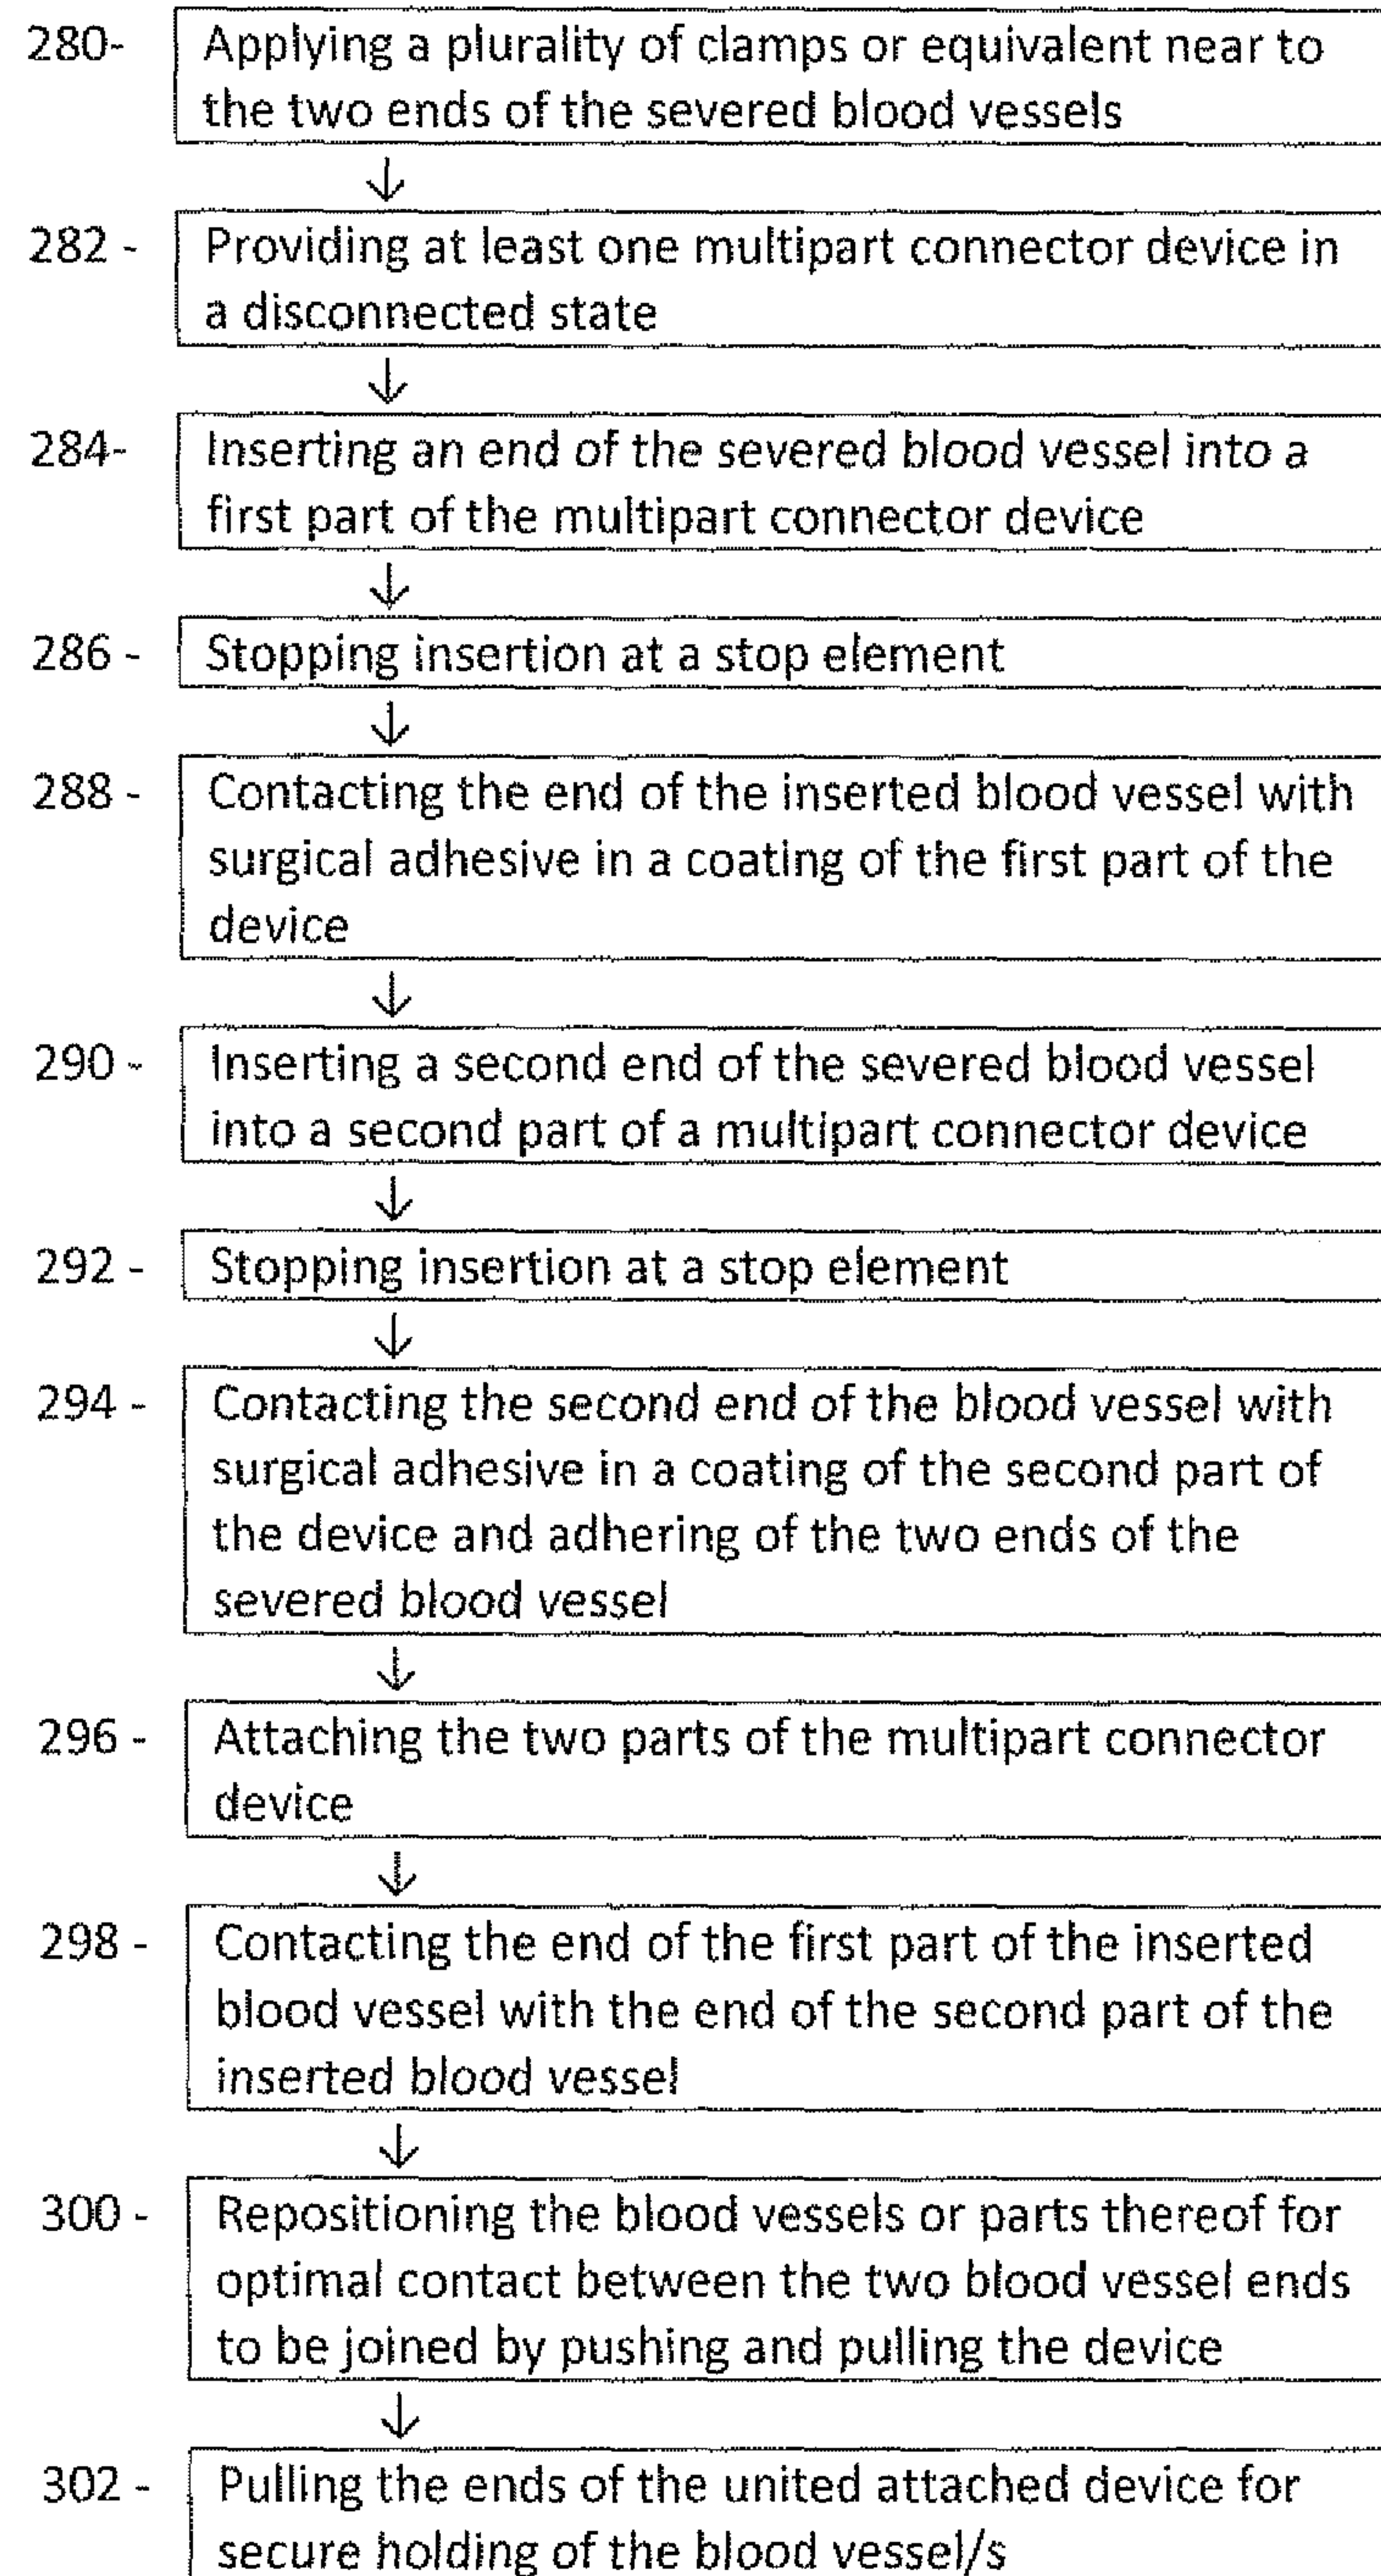 280- Applying a plurality of clamps or equivalent near to
the two ends of the severed blood vessels
282 - Providing at least one multipart connector device in
a disconnected state
284- Inserting an end of the severed blood vessel into a
first part of the multipart connector device
286 - Stopping insertion at a stop element
288 - Contacting the end of the inserted blood vessel with
surgical adhesive in a coating of the first part of the
device
290 - Inserting a second end of the severed blood vessel
into a second part of a multipart connector device
292 - Stopping insertion at a stop element
294 - Contacting the second end of the blood vessel with
surgical adhesive in a coating of the second part of
the device and adhering of the two ends of the
severed blood vessel
296 - Attaching the two parts of the multipart connector
device
298 - Contacting the end of the first part of the inserted
blood vessel with the end of the second part of the
inserted blood vessel
300 - Repositioning the blood vessels or parts thereof for
optimal contact between the two blood vessel ends
to be joined by pushing and pulling the device
302 - Pulling the ends of the united attached device for
secure holding of the blood vessel/s